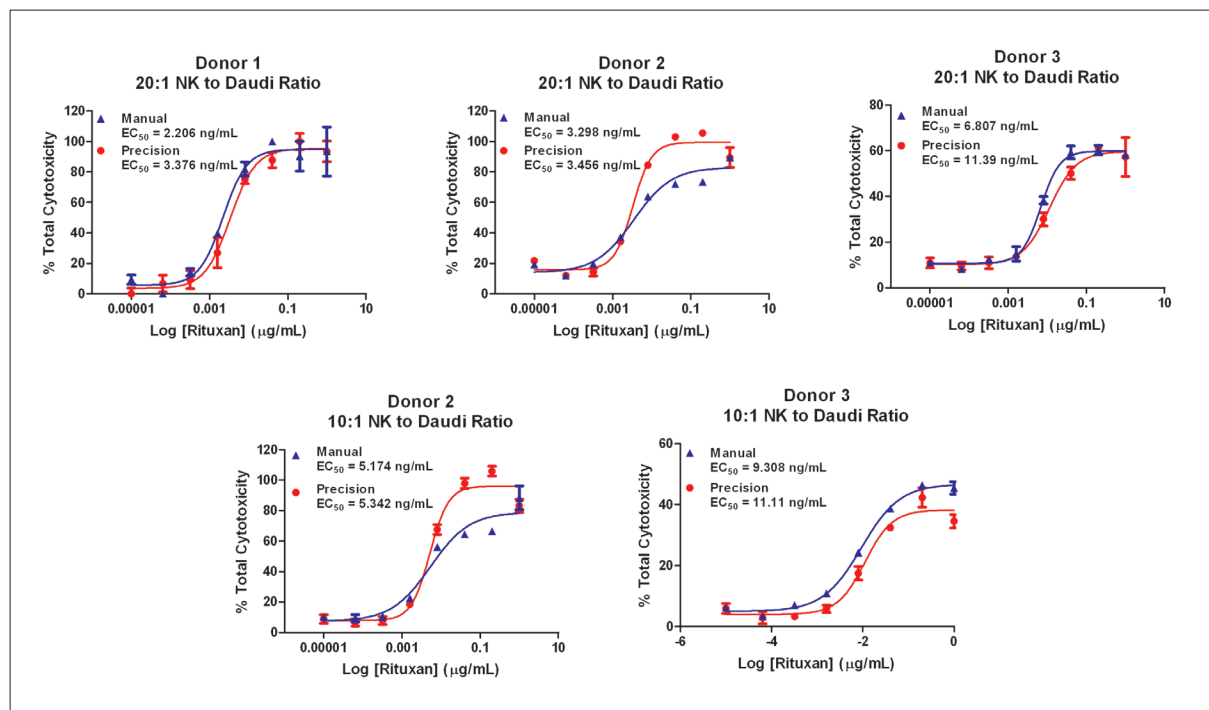 Donor 1
20:1 NK to Daudi Ratio
120
100
80
60
40
20
0
% Total Cytotoxicity
Manual
EC50 = 2.206 ng/mL
Precision
EC50 = 3.376 ng/mL
0.00001 0.001 0.1 10
Log [Rituxan] (μg/mL)
Donor 2
20:1 NK to Daudi Ratio
120
100
80
60
40
20
0
% Total Cytotoxicity
Manual
EC50 = 3.298 ng/mL
Precision
EC50 = 3.456 ng/mL
0.00001 0.001 0.1 10
Log [Rituxan] (μg/mL)
Donor 3
20:1 NK to Daudi Ratio
80
60
40
20
0
% Total Cytotoxicity
Manual
EC50 = 6.807 ng/mL
Precision
EC50 = 11.39 ng/mL
0.00001 0.001 0.1 10
Log [Rituxan] (μg/mL)
Donor 2
10:1 NK to Daudi Ratio
120
100
80
60
40
20
0
% Total Cytotoxicity
Manual
EC50 = 5.174 ng/mL
Precision
EC50 = 5.342 ng/mL
0.00001 0.001 0.1 10
Log [Rituxan] (μg/mL)
Donor 3
10:1 NK to Daudi Ratio
60
40
20
0
% Total Cytotoxicity
Manual
EC50 = 9.308 ng/mL
Precision
EC50 = 11.11 ng/mL
-6 -4 -2 0
Log [Rituxan] (μg/mL)